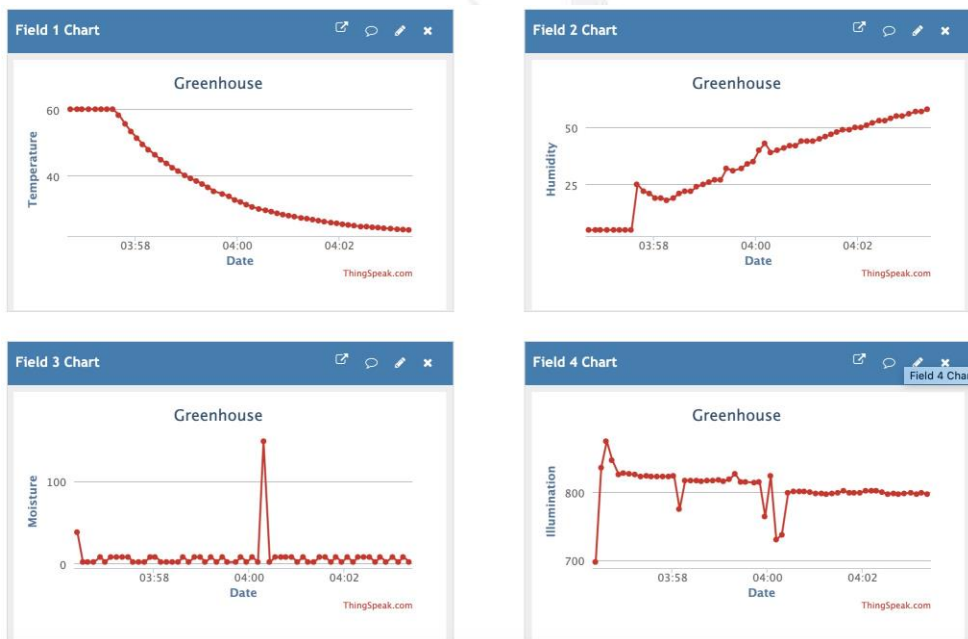 Field 1 Chart
Greenhouse
60
40
Temperature
03:58 04:00 04:02
Date
ThingSpeak.com
Field 2 Chart
Greenhouse
50
25
Humidity
03:58 04:00 04:02
Date
ThingSpeak.com
Field 3 Chart
Greenhouse
100
0
Moisture
03:58 04:00 04:02
Date
ThingSpeak.com
Field 4 Chart
Field 4 Char
Greenhouse
800
700
Illumination
03:58 04:00 04:02
Date
ThingSpeak.com